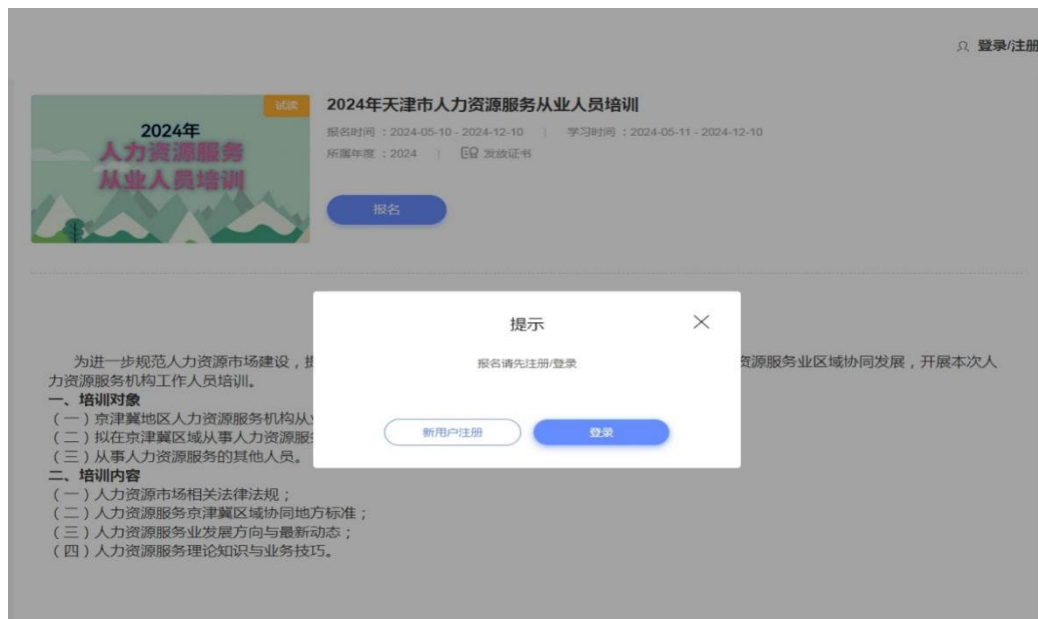 登录/注册
试读
2024年
人力资源服务
从业人员培训
2024年天津市人力资源服务从业人员培训
报名时间 ：2024-05-10 - 2024-12-10 | 学习时间 ：2024-05-11 - 2024-12-10
所属年度 ：2024 | 发放证书
报名
提示
报名请先注册/登录
新用户注册
登录
为进一步规范人力资源市场建设，
资源服务业区域协同发展，开展本次人
力资源服务机构工作人员培训。
一、培训对象
（一）京津冀地区人力资源服务机构从
（二）拟在京津冀区域从事人力资源服
（三）从事人力资源服务的其他人员。
二、培训内容
（一）人力资源市场相关法律法规；
（二）人力资源服务京津冀区域协同地方标准；
（三）人力资源服务业发展方向与最新动态；
（四）人力资源服务理论知识与业务技巧。